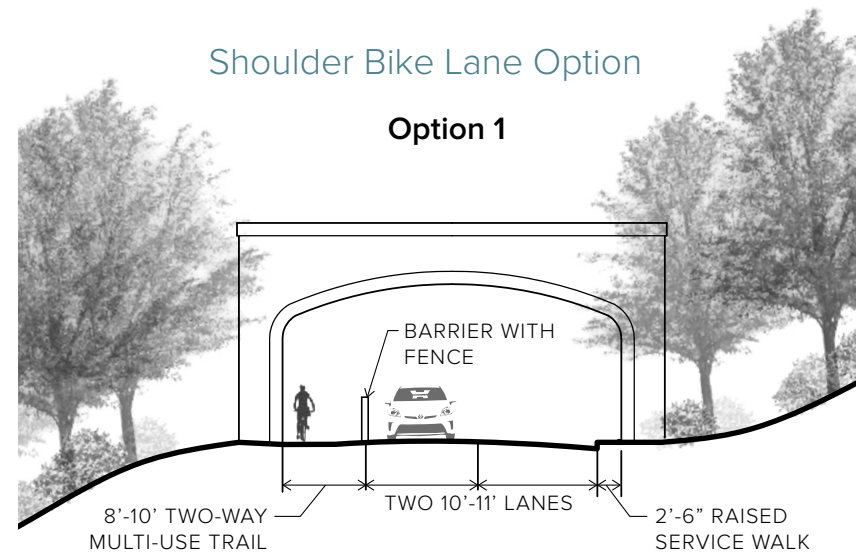 Shoulder Bike Lane Option
Option 1
BARRIER WITH
FENCE
8’-10’ TWO-WAY
MULTI-USE TRAIL
TWO 10’-11’ LANES
2’-6” RAISED
SERVICE WALK